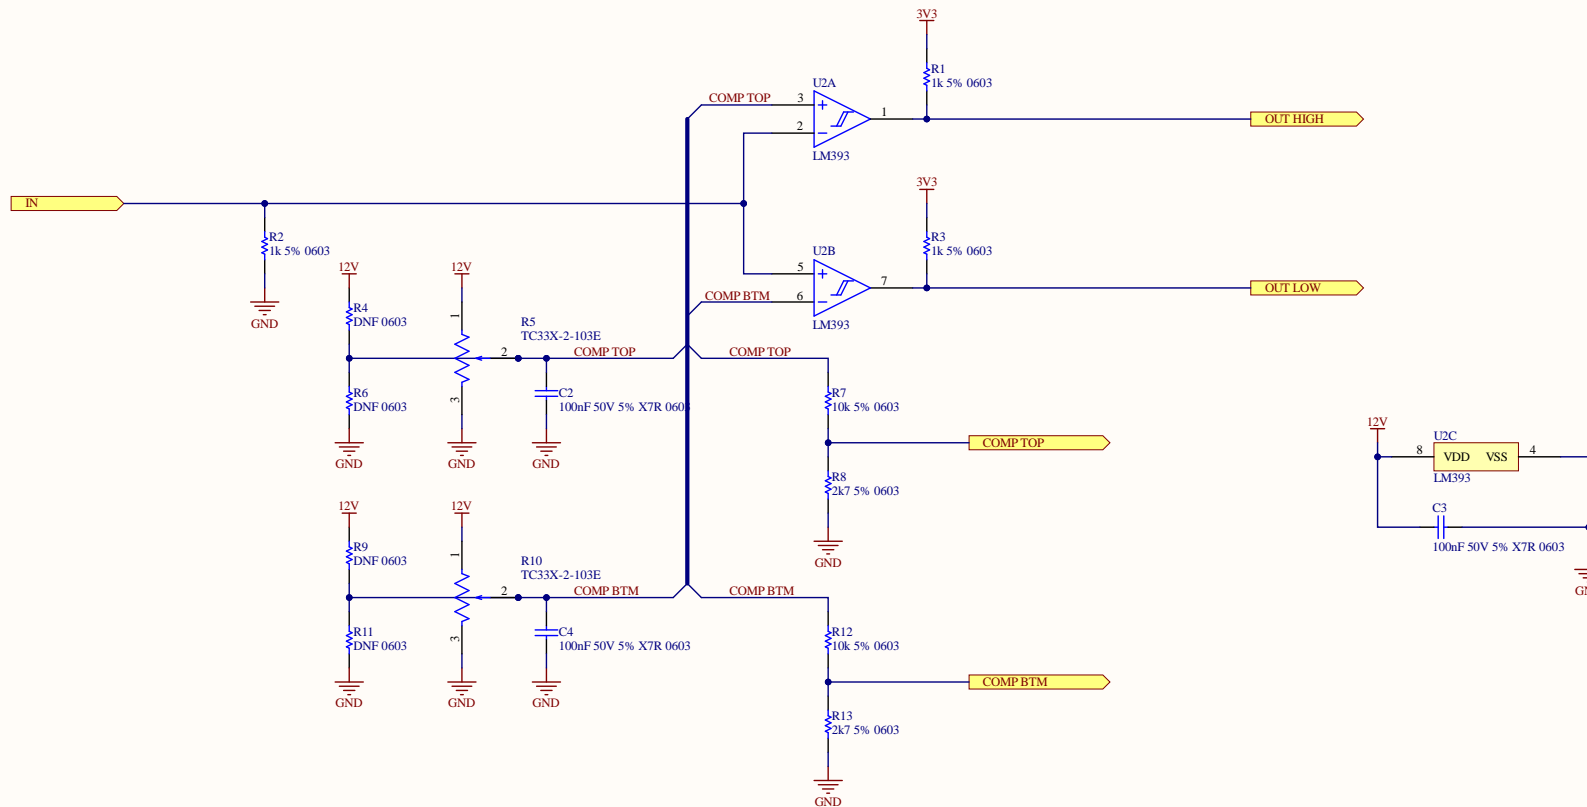 3V3
R1
1k 5% 0603
U2A
COMP TOP
3
2
1
LM393
OUT HIGH
3V3
IN
R2
1k 5% 0603
GND
R3
1k 5% 0603
U2B
5
COMP BTM
6
7
LM393
OUT LOW
12V
12V
R4
DNF 0603
1
R5
TC33X-2-103E
2
COMP TOP
COMP TOP
R6
DNF 0603
3
C2
100nF 50V 5% X7R 0603
R7
10k 5% 0603
GND
GND
GND
COMP TOP
R8
2k7 5% 0603
GND
12V
U2C
8
VDD
VSS
4
LM393
C3
100nF 50V 5% X7R 0603
12V
12V
R9
DNF 0603
1
R10
TC33X-2-103E
2
COMP BTM
COMP BTM
R11
DNF 0603
3
C4
100nF 50V 5% X7R 0603
R12
10k 5% 0603
GND
GND
GND
COMP BTM
R13
2k7 5% 0603
GND